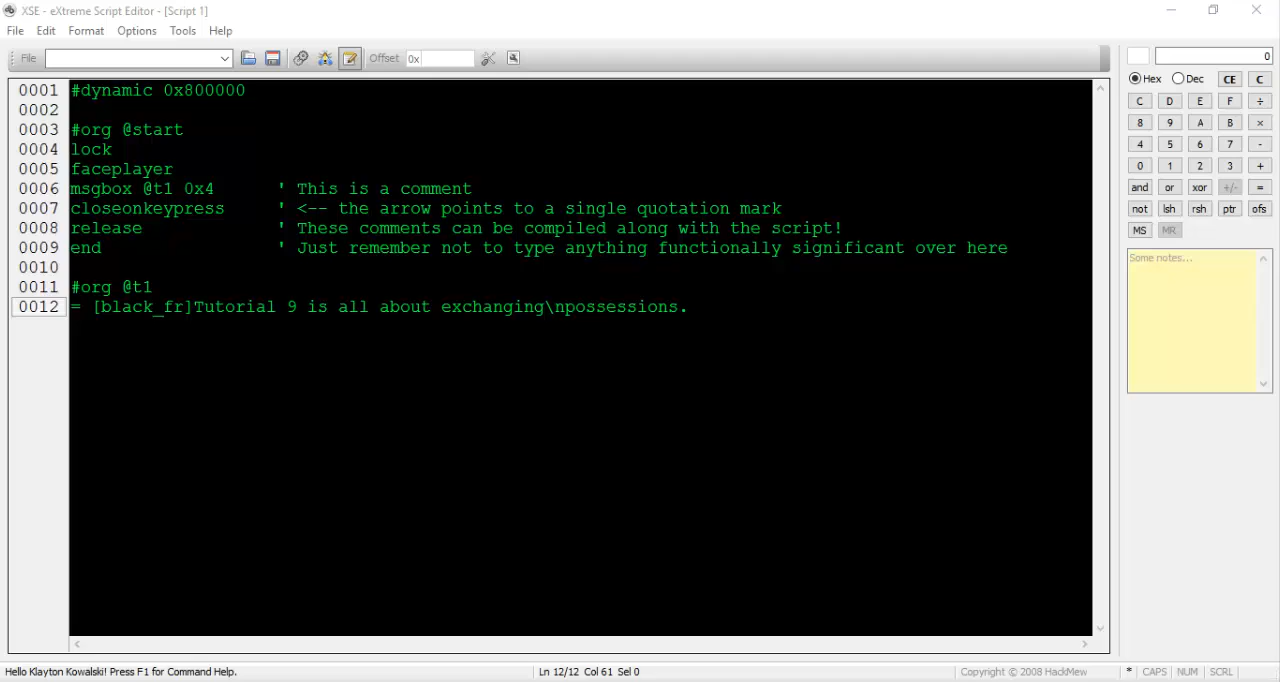 XSE - eXtreme Script Editor - [Script 1]
File Edit Format Options Tools Help
File Offset 0x 0
Hex Dec CE C
C D E F ÷
8 9 A B ×
4 5 6 7 -
0 1 2 3 +
and or xor +/- =
not lsh rsh ptr ofs
MS MR
Some notes...
0001 #dynamic 0x800000
0002
0003 #org @start
0004 lock
0005 faceplayer
0006 msgbox @t1 0x4 ' This is a comment
0007 closeonkeypress ' <-- the arrow points to a single quotation mark
0008 release ' These comments can be compiled along with the script!
0009 end ' Just remember not to type anything functionally significant over here
0010
0011 #org @t1
0012 = [black_fr]Tutorial 9 is all about exchanging\npossessions.
Hello Klayton Kowalski! Press F1 for Command Help. Ln 12/12 Col 61 Sel 0 Copyright © 2008 HackMew * CAPS NUM SCRL